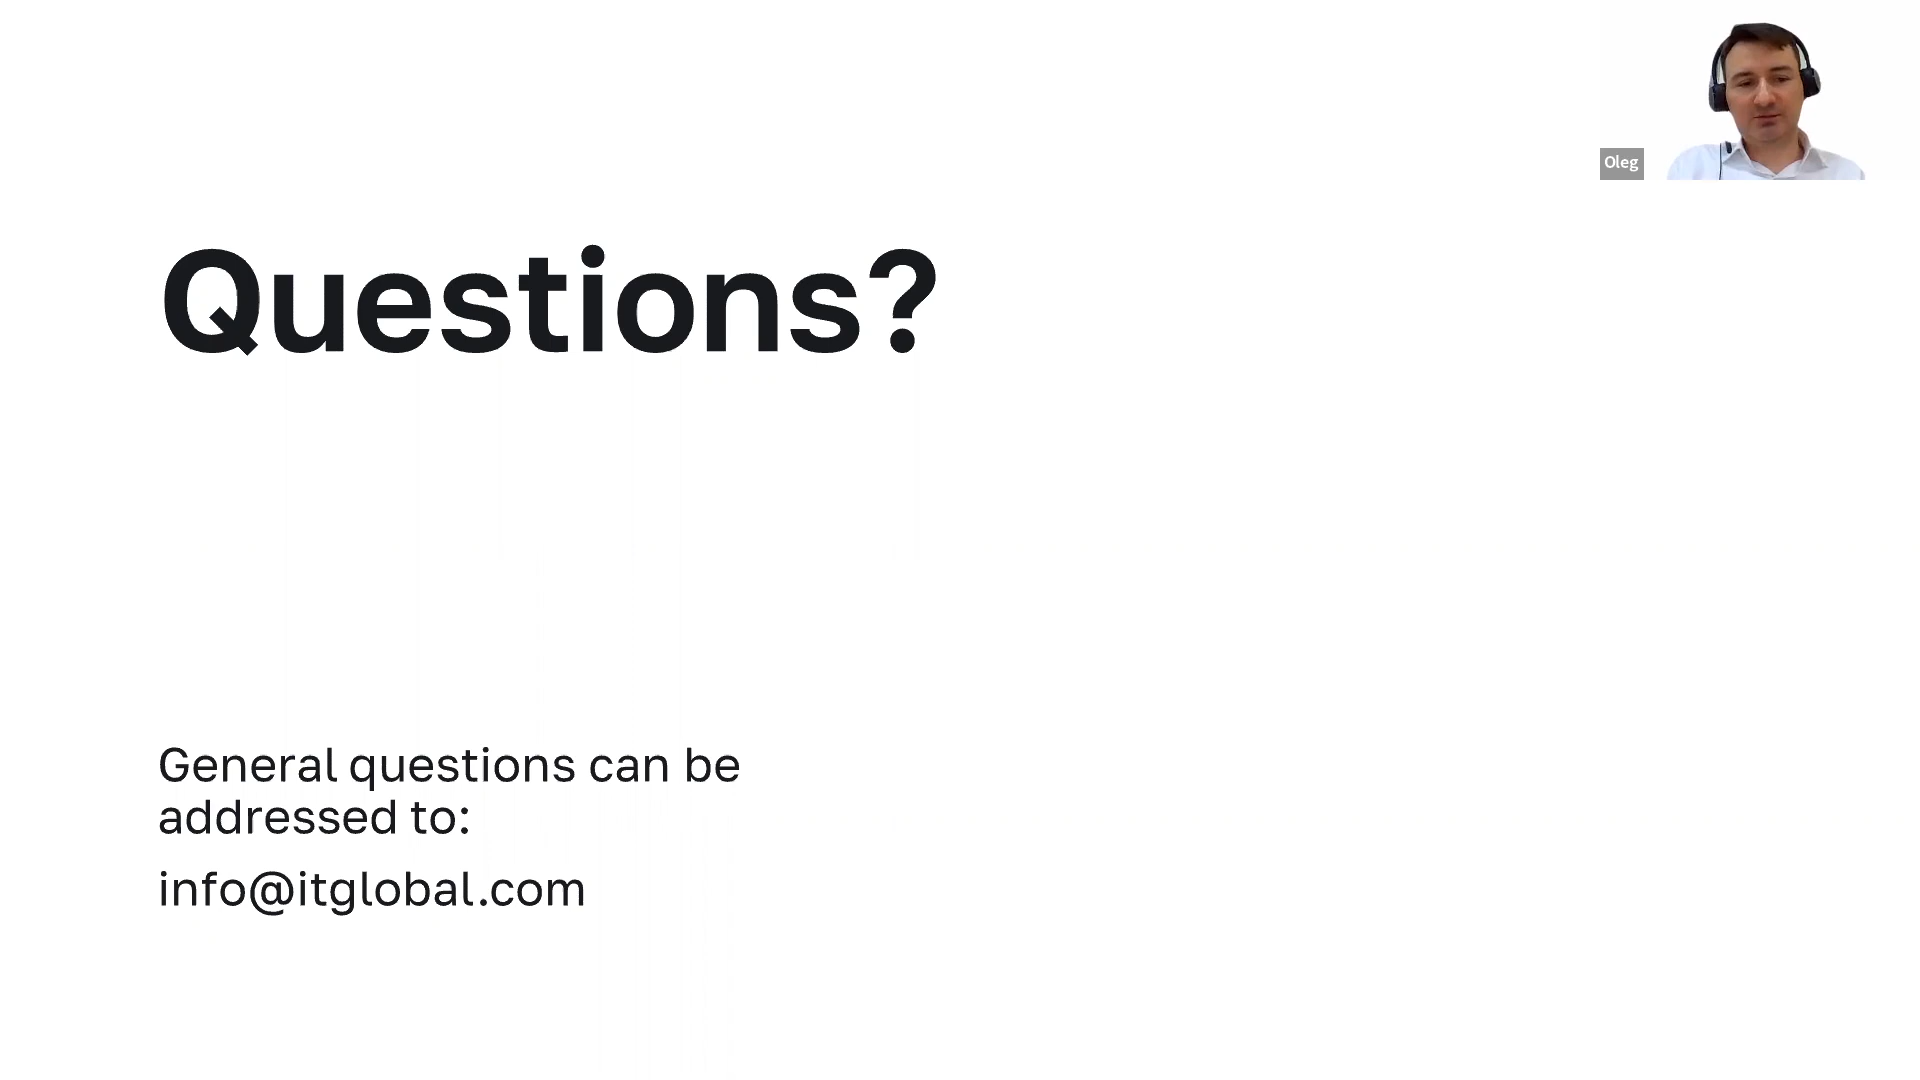 Oleg
Questions?
General questions can be
addressed to:
info@itglobal.com